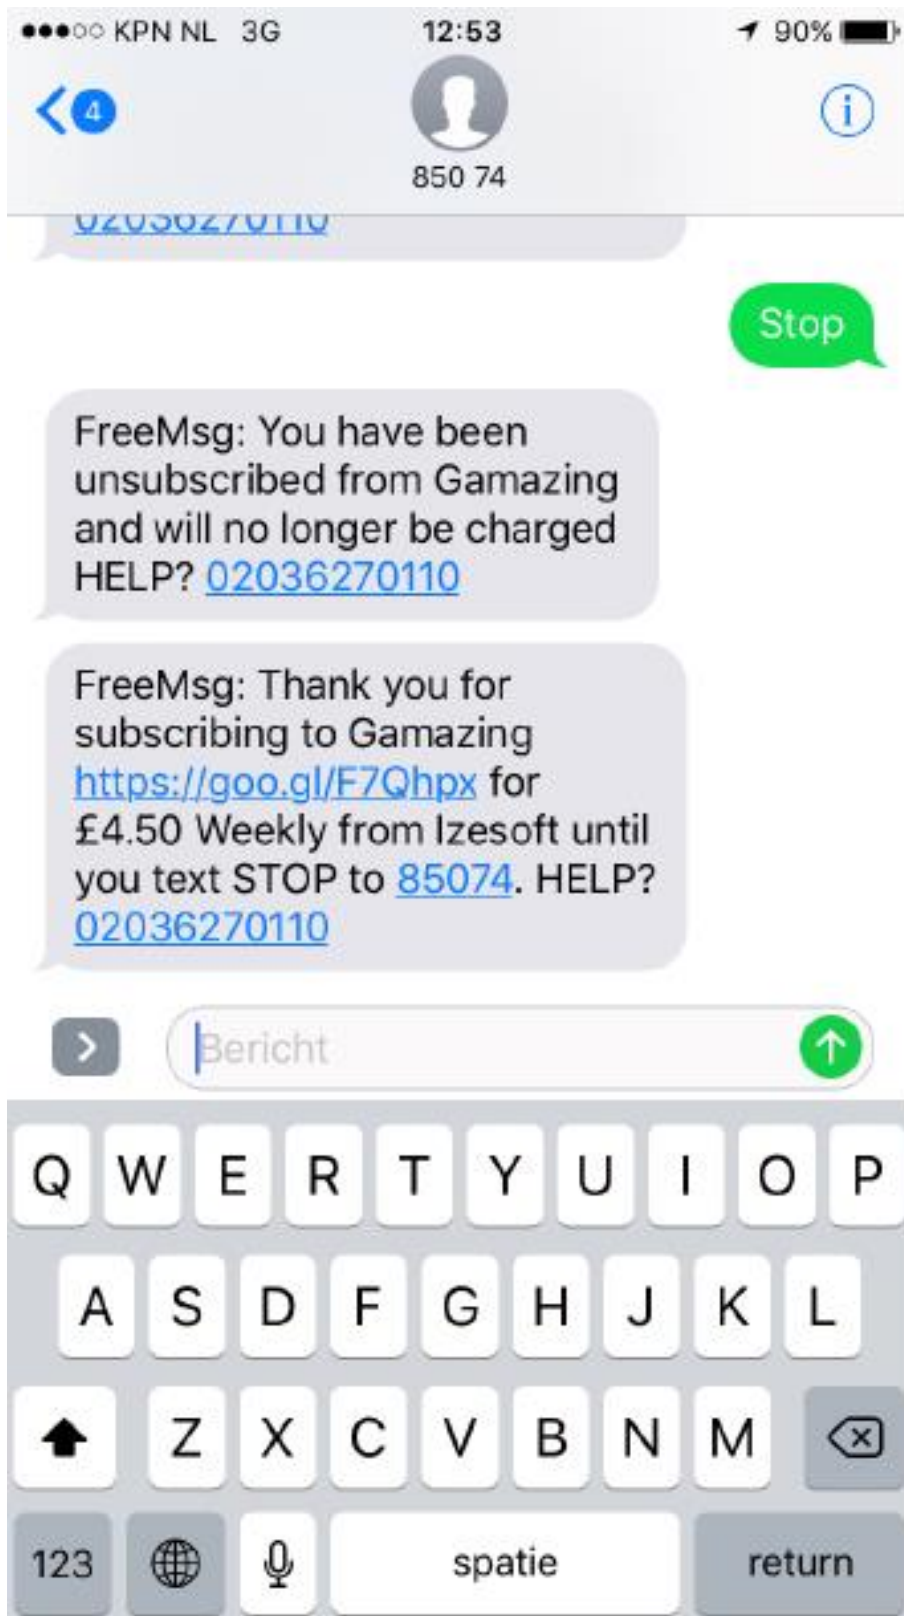 KPN NL 3G 12:53 90%
4
850 74
02036270110
Stop
FreeMsg: You have been
unsubscribed from Gamazing
and will no longer be charged
HELP? 02036270110
FreeMsg: Thank you for
subscribing to Gamazing
https://goo.gl/F7Qhpx for
£4.50 Weekly from Izesoft until
you text STOP to 85074. HELP?
02036270110
Bericht
Q W E R T Y U I O P
A S D F G H J K L
Z X C V B N M
123 spatie return